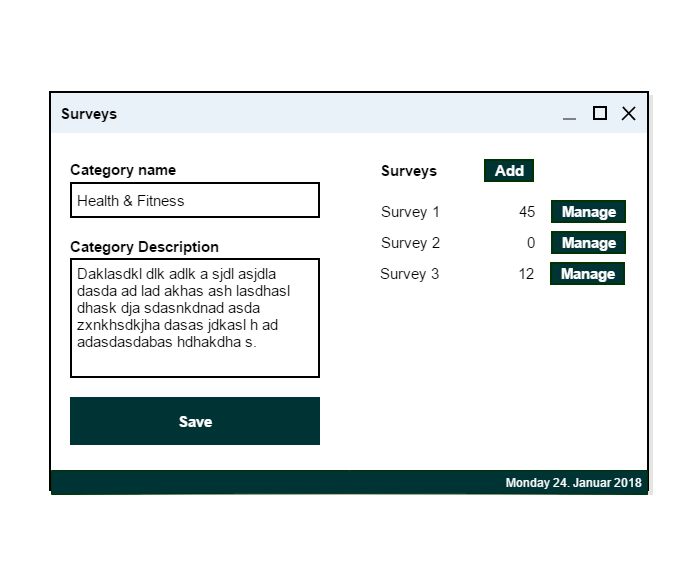 Surveys
Category name
Health & Fitness
Category Description
Daklasdkl dlk adlk a sjdl asjdla
dasda ad lad akhas ash lasdhasl
dhask dja sdasnkdnad asda
zxnkhsdkjha dasas jdkasl h ad
adasdasdabas hdhakdha s.
Save
Surveys Add
Survey 1 45 Manage
Survey 2 0 Manage
Survey 3 12 Manage
Monday 24. Januar 2018